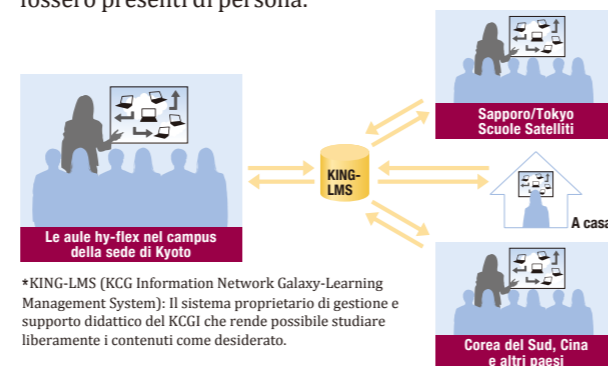 fossero presenti di persona.
Sapporo/Tokyo
Scuole Satelliti
KING-
LMS
A casa
Le aule hy-flex nel campus
della sede di Kyoto
*KING-LMS (KCG Information Network Galaxy-Learning
Management System): Il sistema proprietario di gestione e
supporto didattico del KCGI che rende possibile studiare
liberamente i contenuti come desiderato.
Corea del Sud, Cina
e altri paesi